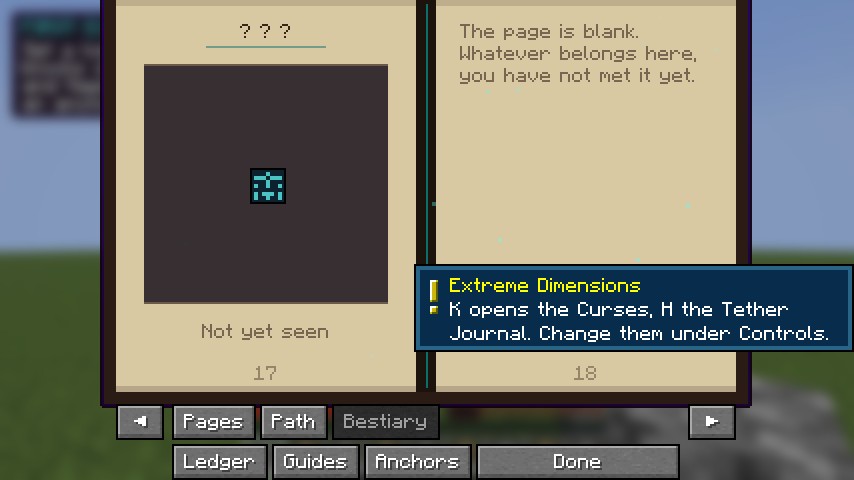 ? ? ?
Not yet seen
17
The page is blank.
Whatever belongs here,
you have not met it yet.
18
Extreme Dimensions
K opens the Curses, H the Tether
Journal. Change them under Controls.
Pages
Path
Bestiary
Ledger
Guides
Anchors
Done